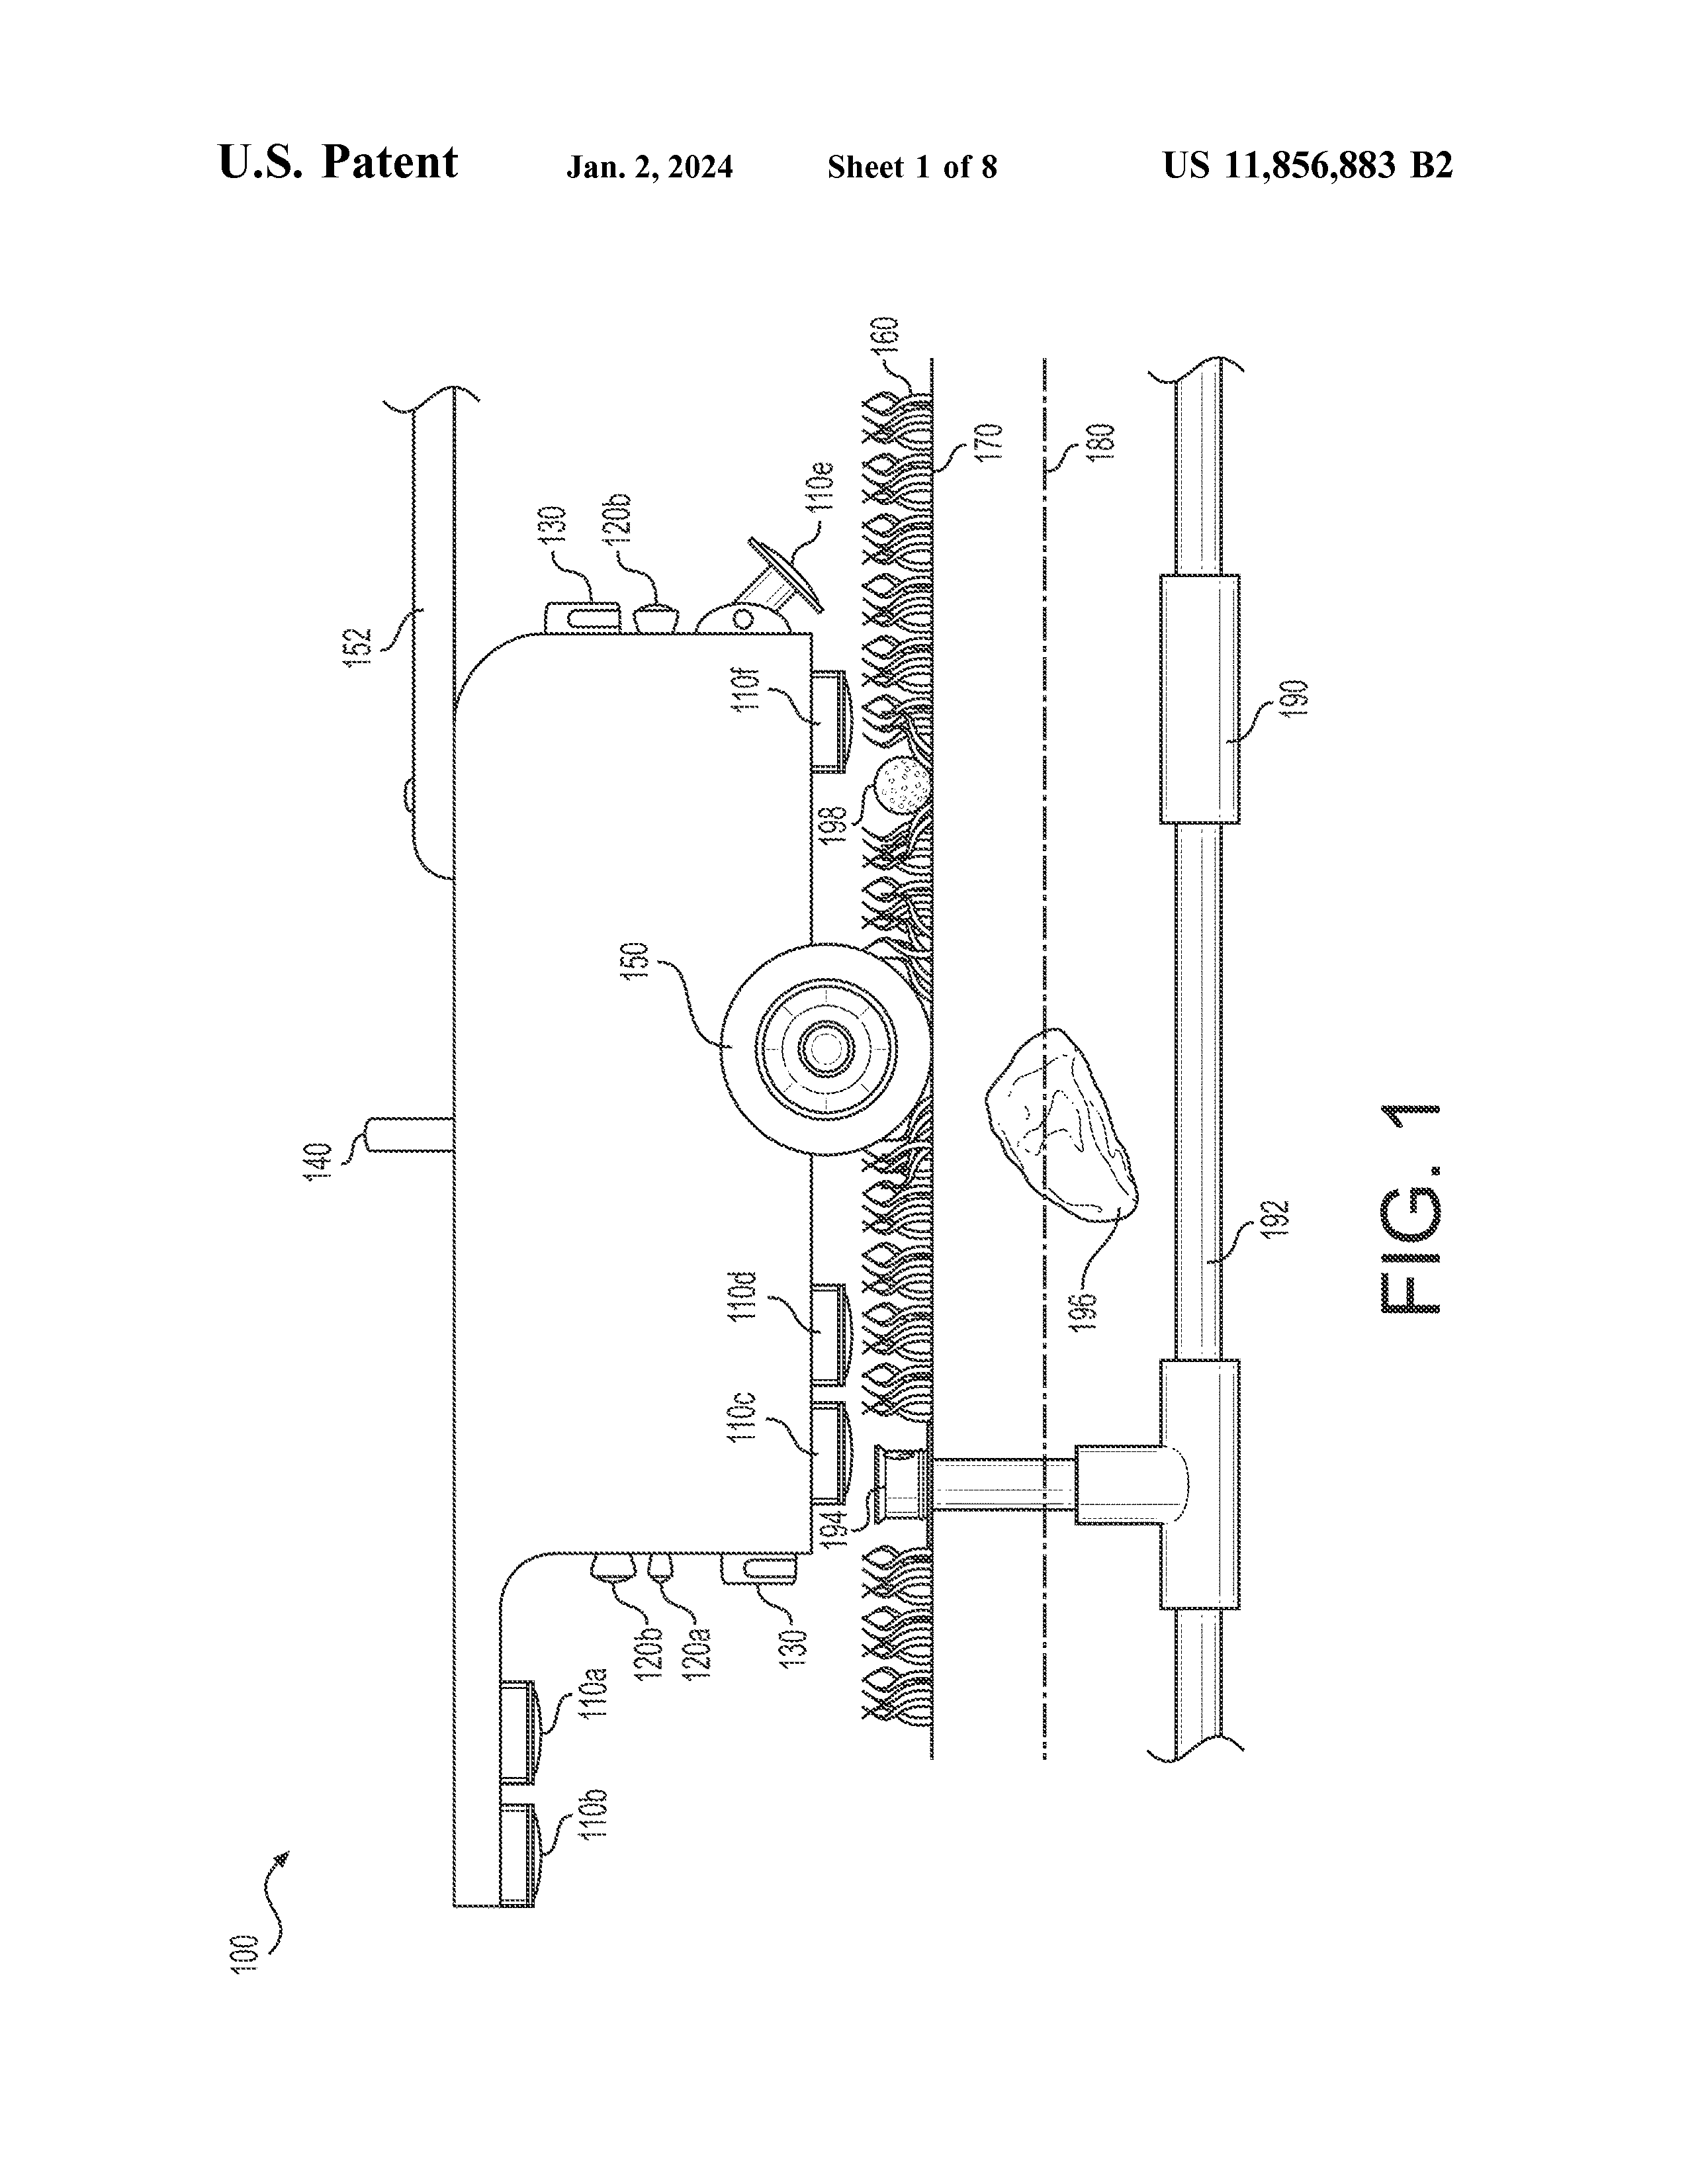 U.S. Patent Jan. 2, 2024 Sheet 1 of 8 US 11,856,883 B2
100
110b
110a
120b
120a
130
140
110c
110d
194
150
152
110f
198
130
120b
110e
160
170
180
196
192
190
FIG. 1